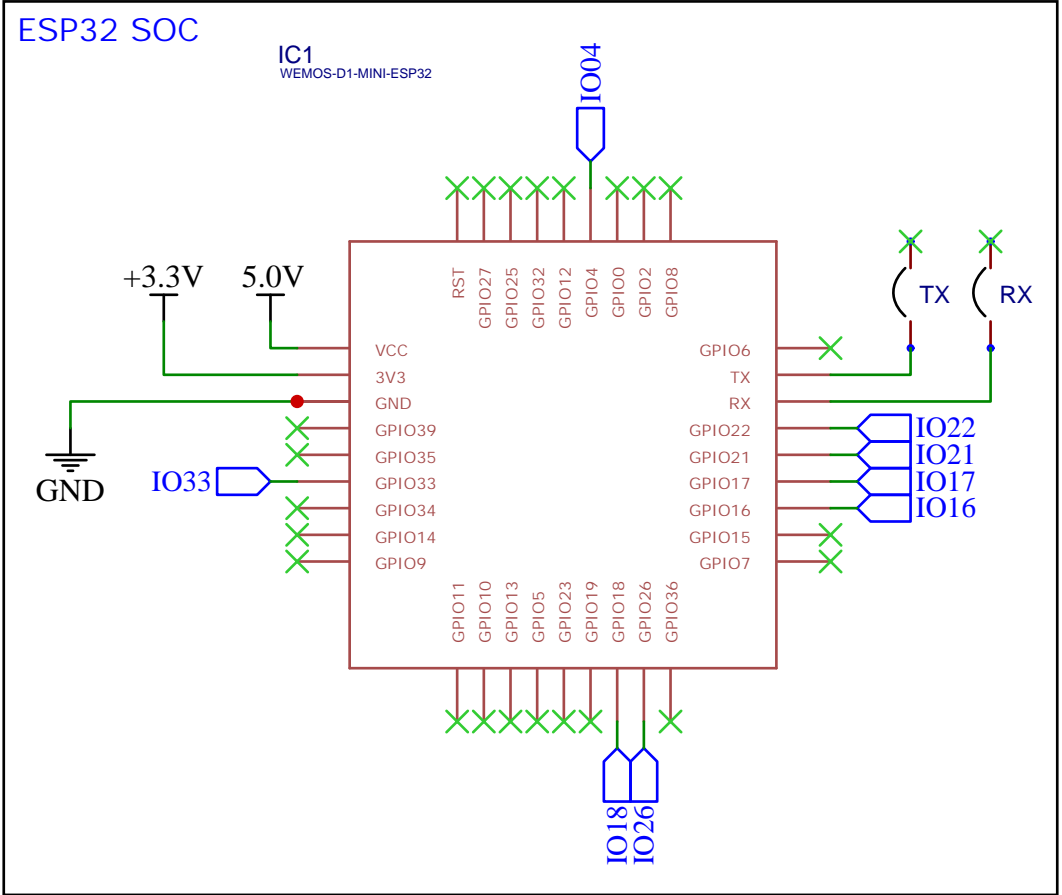 ESP32 SOC
IC1
WEMOS-D1-MINI-ESP32
IO04
RST
GPIO27
GPIO25
GPIO32
GPIO12
GPIO4
GPIO0
GPIO2
GPIO8
+3.3V
5.0V
TX
RX
VCC
3V3
GND
GPIO39
GPIO35
GPIO33
GPIO34
GPIO14
GPIO9
GND
IO33
GPIO6
TX
RX
GPIO22
GPIO21
GPIO17
GPIO16
GPIO15
GPIO7
IO22
IO21
IO17
IO16
GPIO11
GPIO10
GPIO13
GPIO5
GPIO23
GPIO19
GPIO18
GPIO26
GPIO36
IO18
IO26